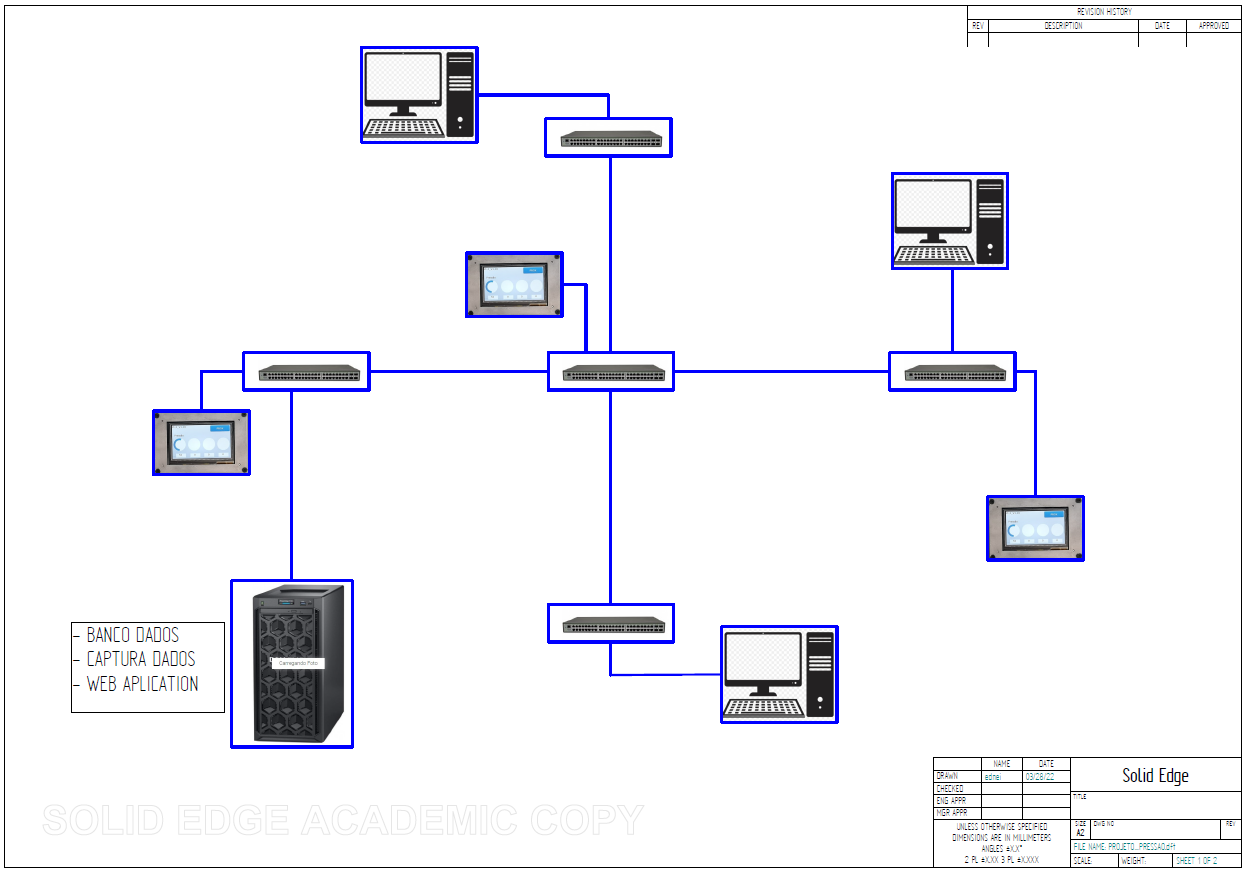 REVISION HISTORY
REV DESCRIPTION DATE APPROVED
- BANCO DADOS
- CAPTURA DADOS
- WEB APLICATION
Carregando Foto
SOLID EDGE ACADEMIC COPY
NAME DATE
DRAWN ednei 03/28/22
CHECKED
ENG APPR
MGR APPR
UNLESS OTHERWISE SPECIFIED
DIMENSIONS ARE IN MILLIMETERS
ANGLES ±X.X°
2 PL ±X.XX 3 PL ±X.XXX
Solid Edge
TITLE
SIZE DWG NO REV
A2
FILE NAME: PROJETO_PRESSAO.dft
SCALE: WEIGHT: SHEET 1 OF 2